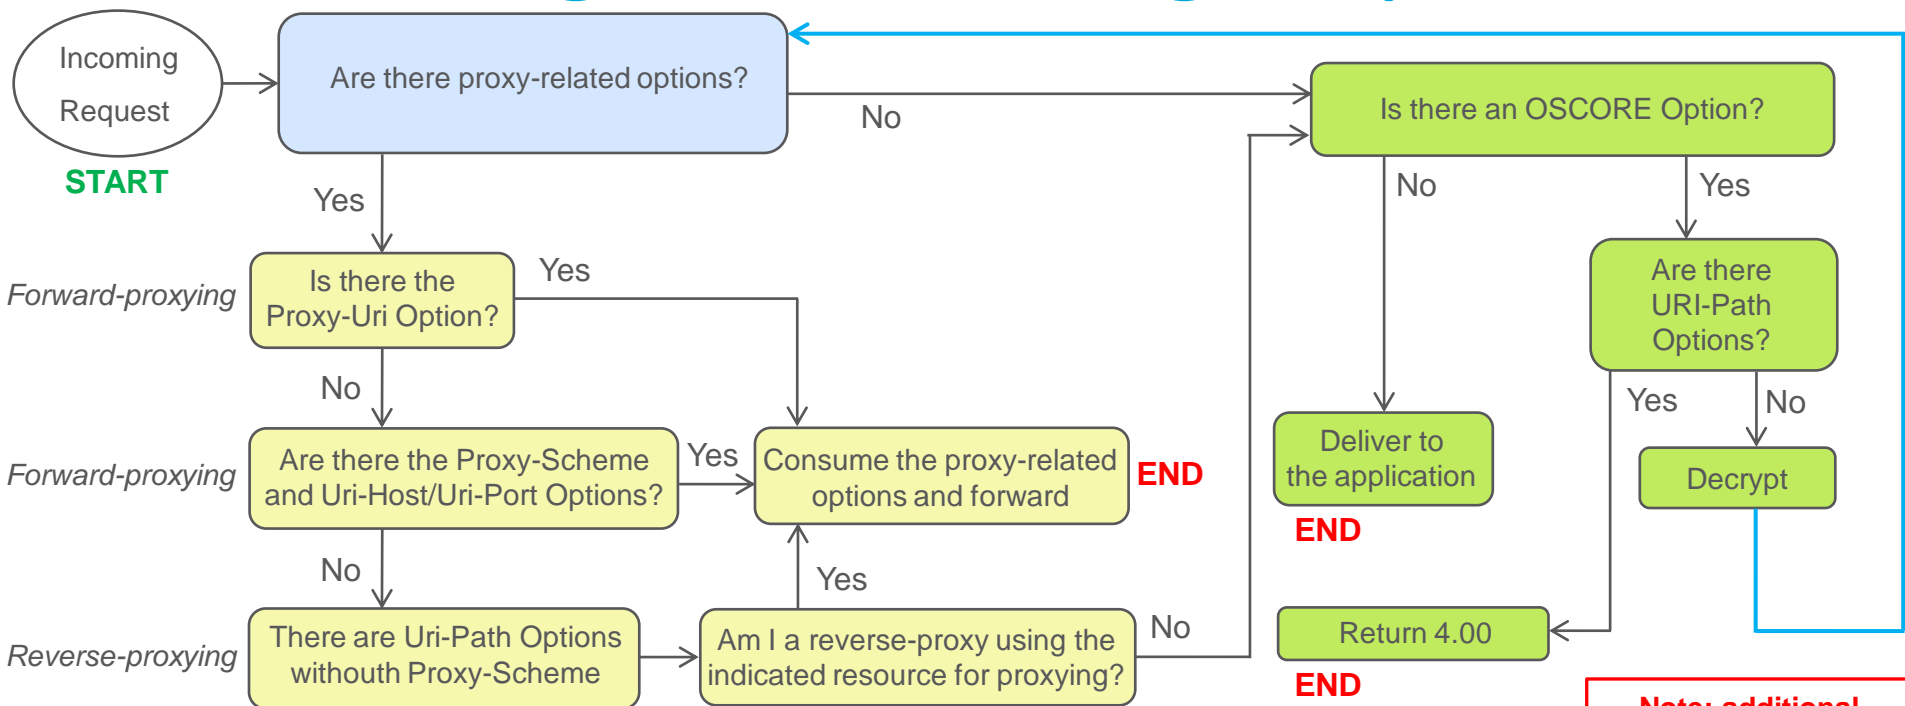 Incoming
Request
START
Are there proxy-related options?
No
Yes
Is there an OSCORE Option?
No
Yes
Forward-proxying
Is there the
Proxy-Uri Option?
Yes
No
Are there
URI-Path
Options?
Yes
No
Forward-proxying
Are there the Proxy-Scheme
and Uri-Host/Uri-Port Options?
Yes
Consume the proxy-related
options and forward
END
Deliver to
the application
END
Decrypt
No
Yes
Reverse-proxying
There are Uri-Path Options
withouth Proxy-Scheme
Am I a reverse-proxy using the
indicated resource for proxying?
No
Return 4.00
END
Note: additional